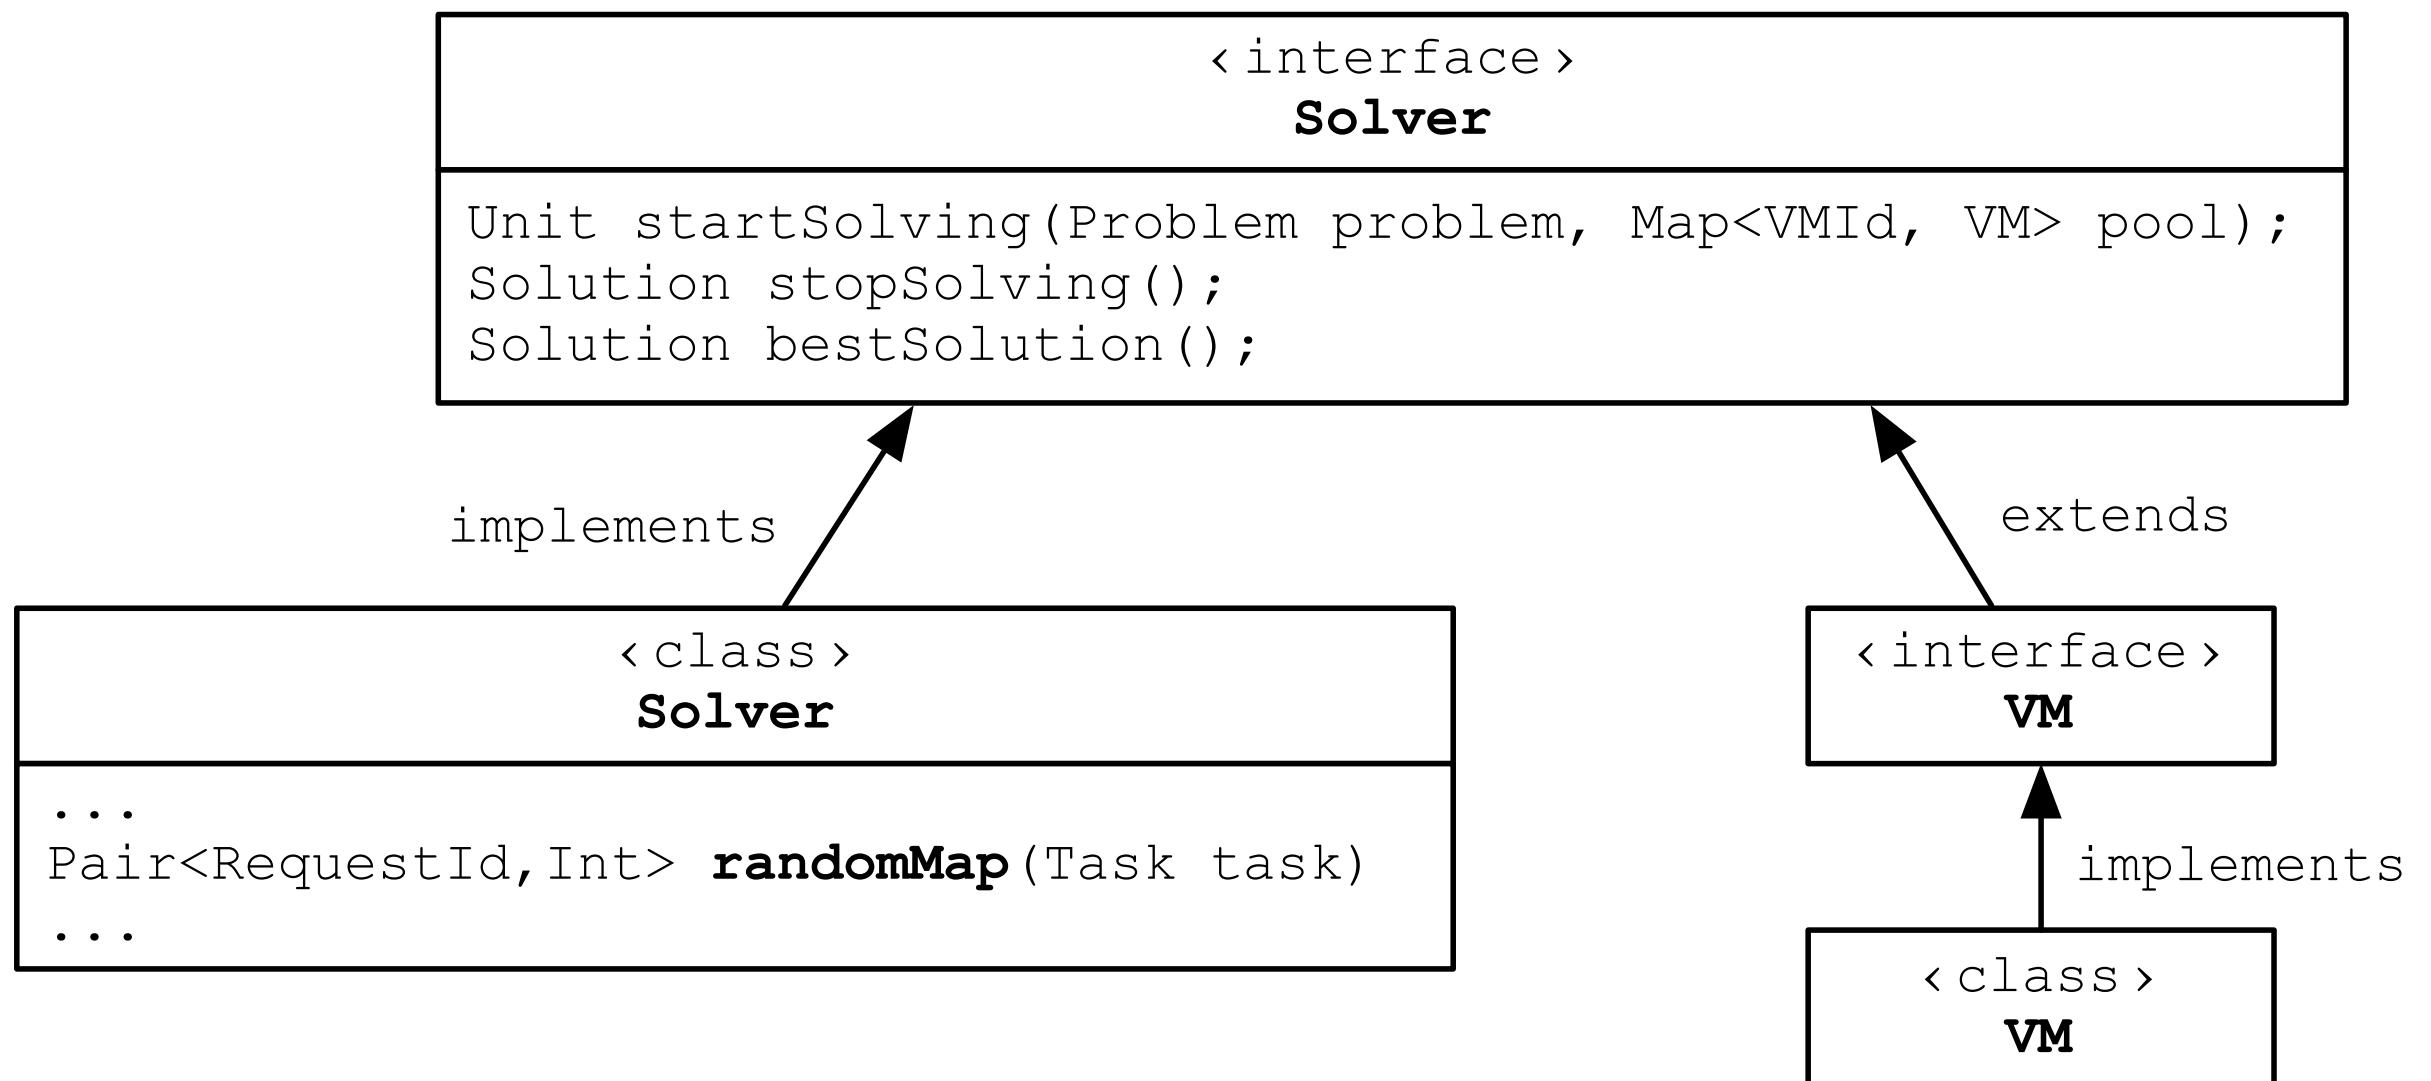 ‹interface›
Solver
Unit startSolving(Problem problem, Map<VMId, VM> pool);
Solution stopSolving();
Solution bestSolution();
implements
extends
‹class›
Solver
...
Pair<RequestId,Int> randomMap(Task task)
...
‹interface›
VM
implements
‹class›
VM